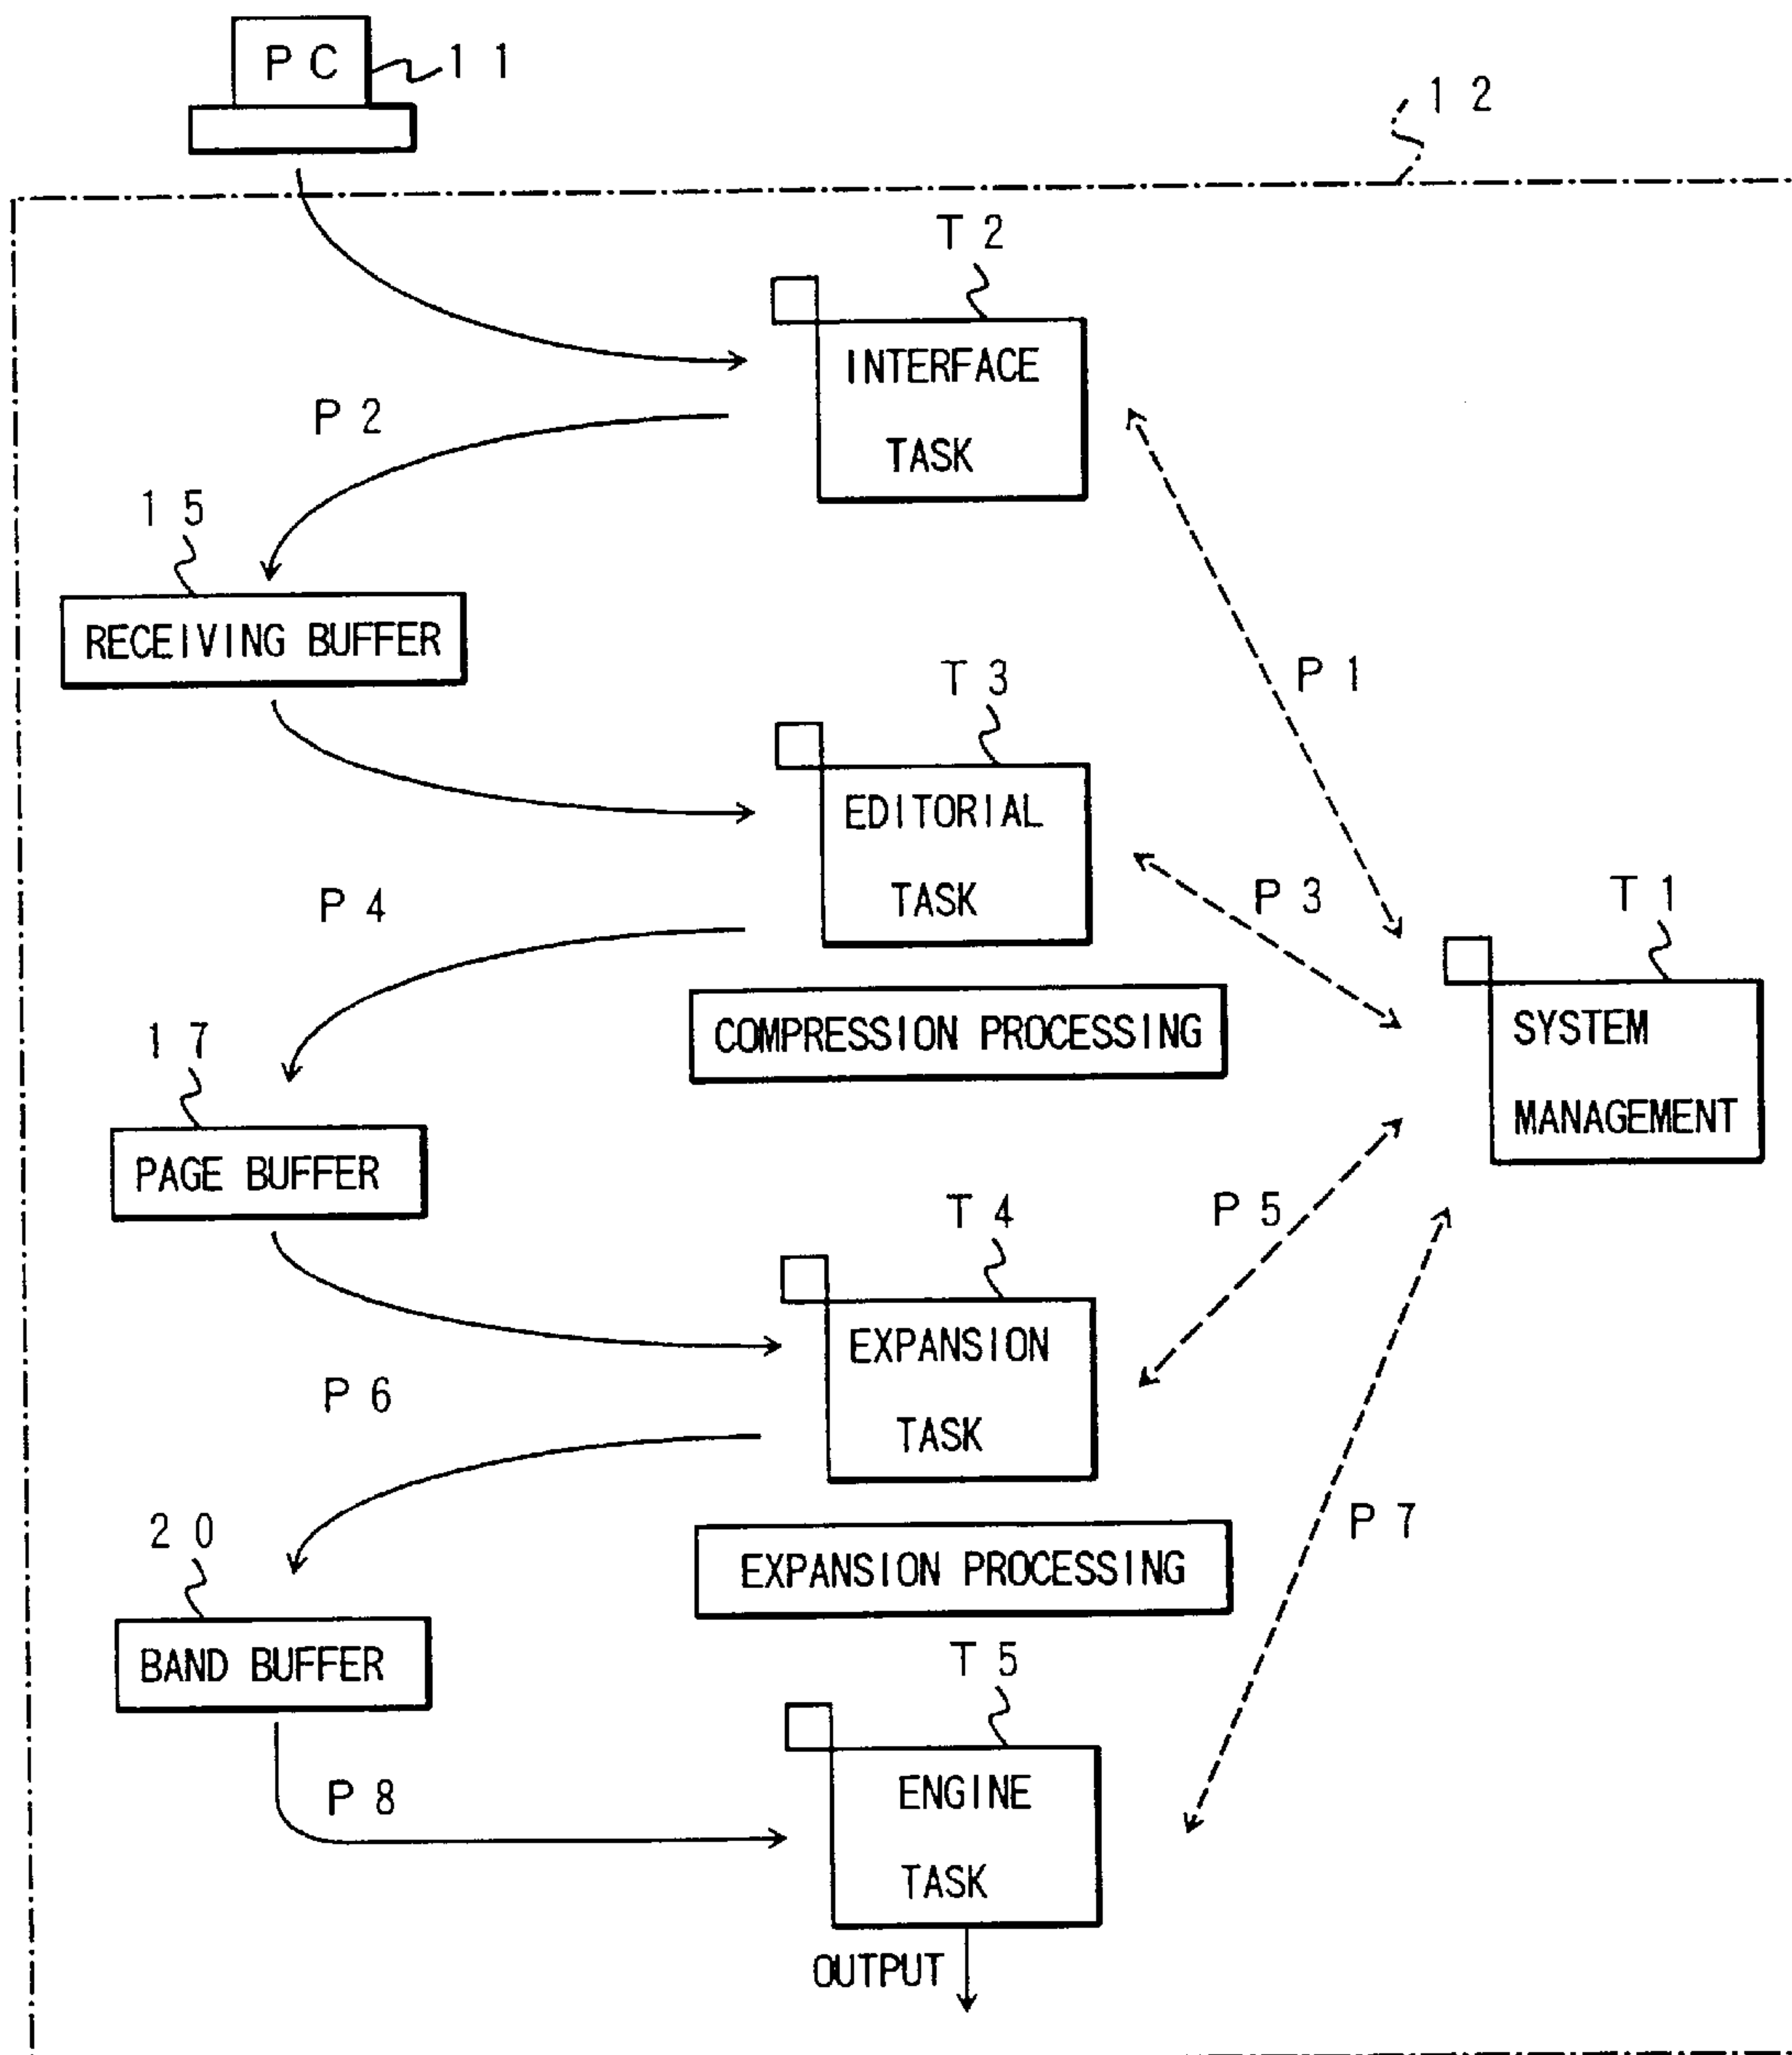 PC 11
12
T2
INTERFACE
TASK
P2
15
RECEIVING BUFFER
P1
T3
EDITORIAL
TASK
P4
P3
T1
SYSTEM
MANAGEMENT
COMPRESSION PROCESSING
17
PAGE BUFFER
P5
T4
EXPANSION
TASK
P6
P7
20
EXPANSION PROCESSING
BAND BUFFER
T5
ENGINE
TASK
P8
OUTPUT